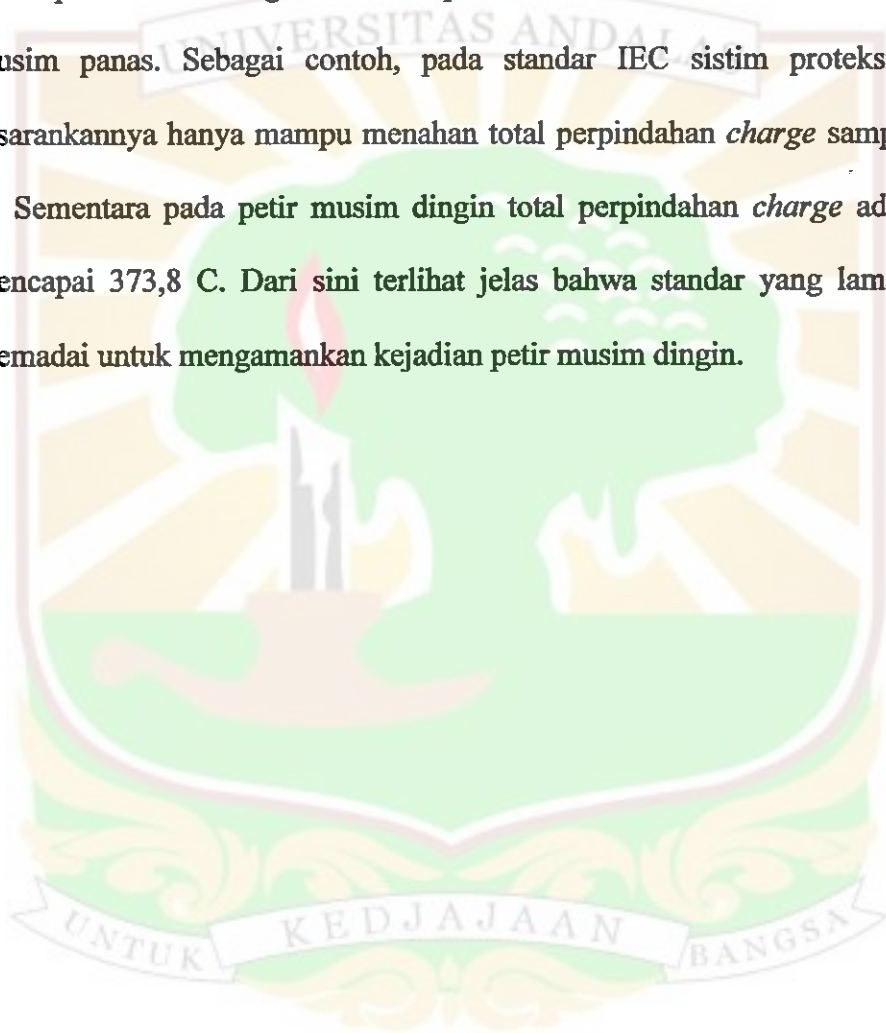 usim panas. Sebagai contoh, pada standar IEC sistim proteks
sarankannya hanya mampu menahan total perpindahan charge samp
Sementara pada petir musim dingin total perpindahan charge ad
encapai 373,8 C. Dari sini terlihat jelas bahwa standar yang lam
emadai untuk mengamankan kejadian petir musim dingin.
UNIVERSITAS ANDALAS
UNTUK KEDJAJAAN BANGSA